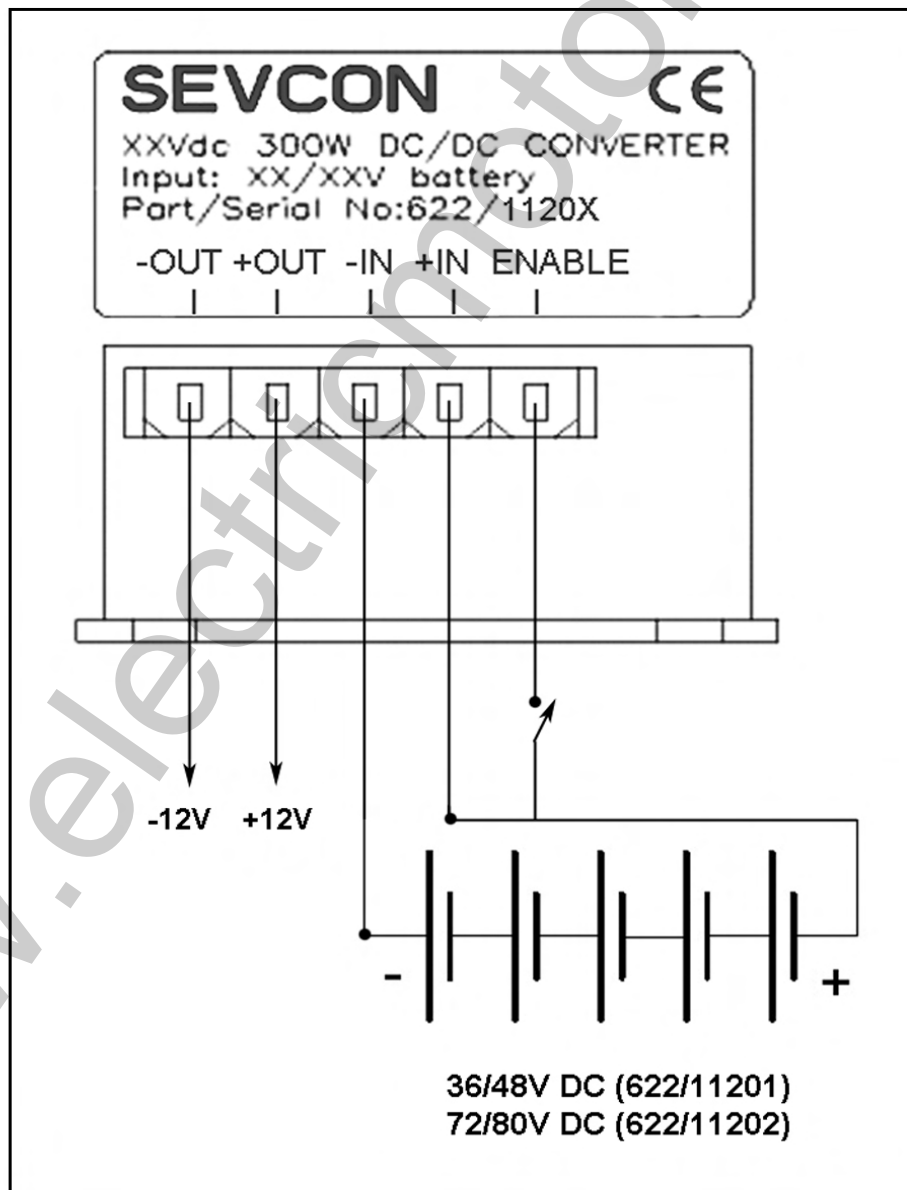 SEVCON CE
XXVdc 300W DC/DC CONVERTER
Input: XX/XXV battery
Part/Serial No:622/1120X
-OUT +OUT -IN +IN ENABLE
-12V +12V
- +
36/48V DC (622/11201)
72/80V DC (622/11202)
w.electricmoto